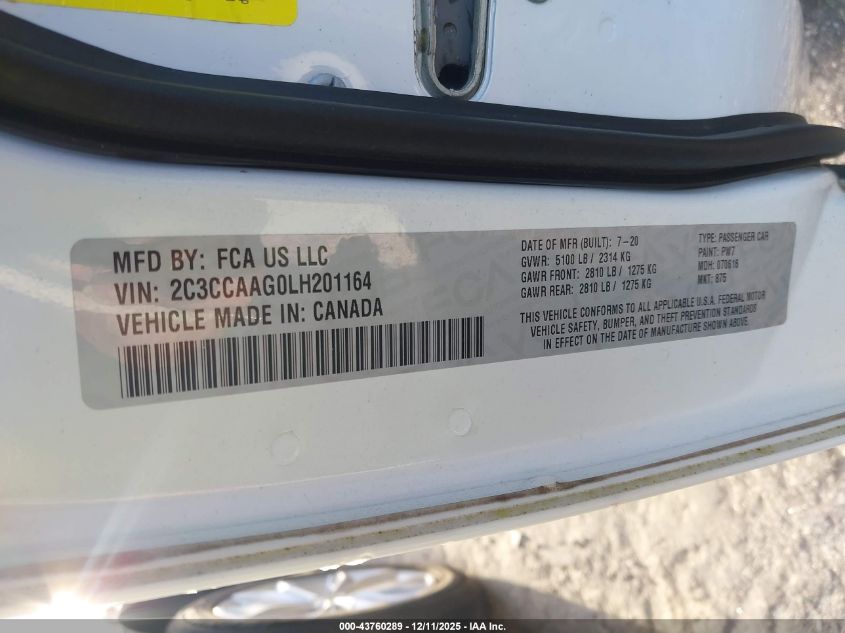 MFD BY: FCA US LLC
VIN: 2C3CCAAG0LH201164
VEHICLE MADE IN: CANADA
DATE OF MFR (BUILT): 7-20
GVWR: 5100 LB / 2314 KG
GAWR FRONT: 2810 LB / 1275 KG
GAWR REAR: 2810 LB / 1275 KG
TYPE: PASSENGER CAR
PAINT: PW7
MDH: 070616
MKT: 875
THIS VEHICLE CONFORMS TO ALL APPLICABLE U.S.A. FEDERAL MOTOR
VEHICLE SAFETY, BUMPER, AND THEFT PREVENTION STANDARDS
IN EFFECT ON THE DATE OF MANUFACTURE SHOWN ABOVE.
000-43760289 - 12/11/2025 - IAA Inc.